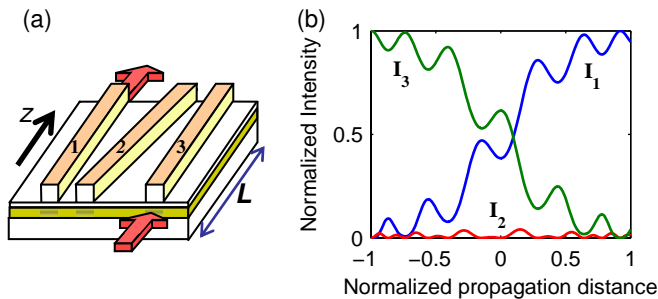 (a)
z
1
2
3
L
(b)
Normalized Intensity
1
0.5
0
I3
I1
I2
-1
-0.5
0
0.5
1
Normalized propagation distance